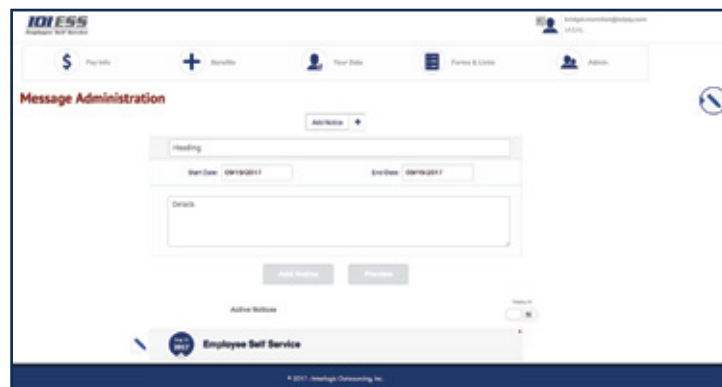 IOI ESS
Employee Self Service
Pay Info
Benefits
Your Data
Forms & Links
Admin
Message Administration
Add Notice +
Heading
Start Date 09/19/2017
End Date 09/19/2017
Details
Add Notice
Preview
Active Notices
N
2017
Employee Self Service
© 2017 - Interlogic Outsourcing, Inc.